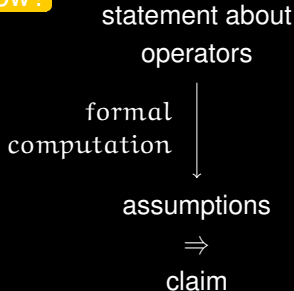 statement about
operators
formal
computation
assumptions
⇒
claim